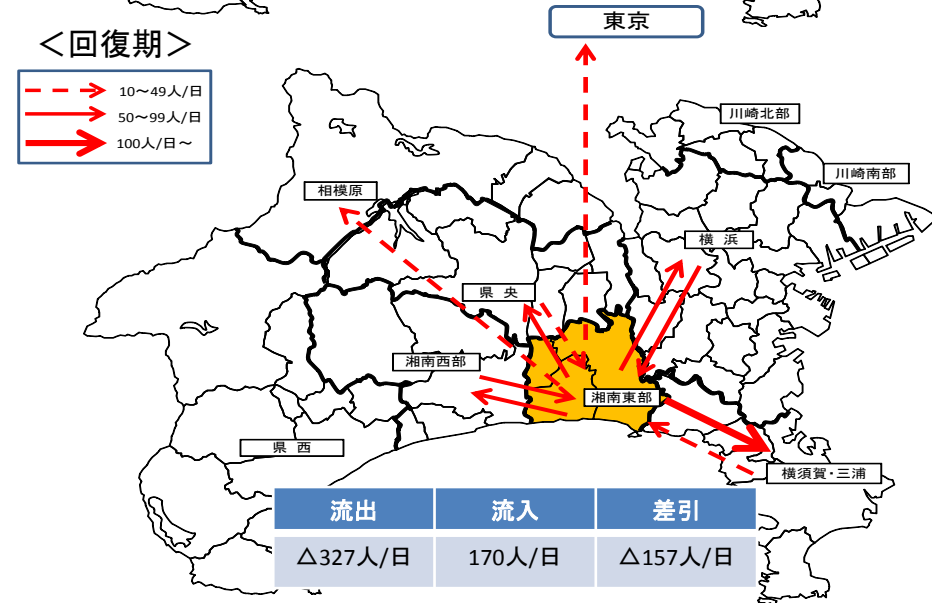 東京
＜回復期＞
10～49人/日
50～99人/日
100人/日～
川崎北部
川崎南部
相模原
横 浜
県 央
湘南西部
湘南東部
県 西
横須賀・三浦
流出 流入 差引
△327人/日 170人/日 △157人/日